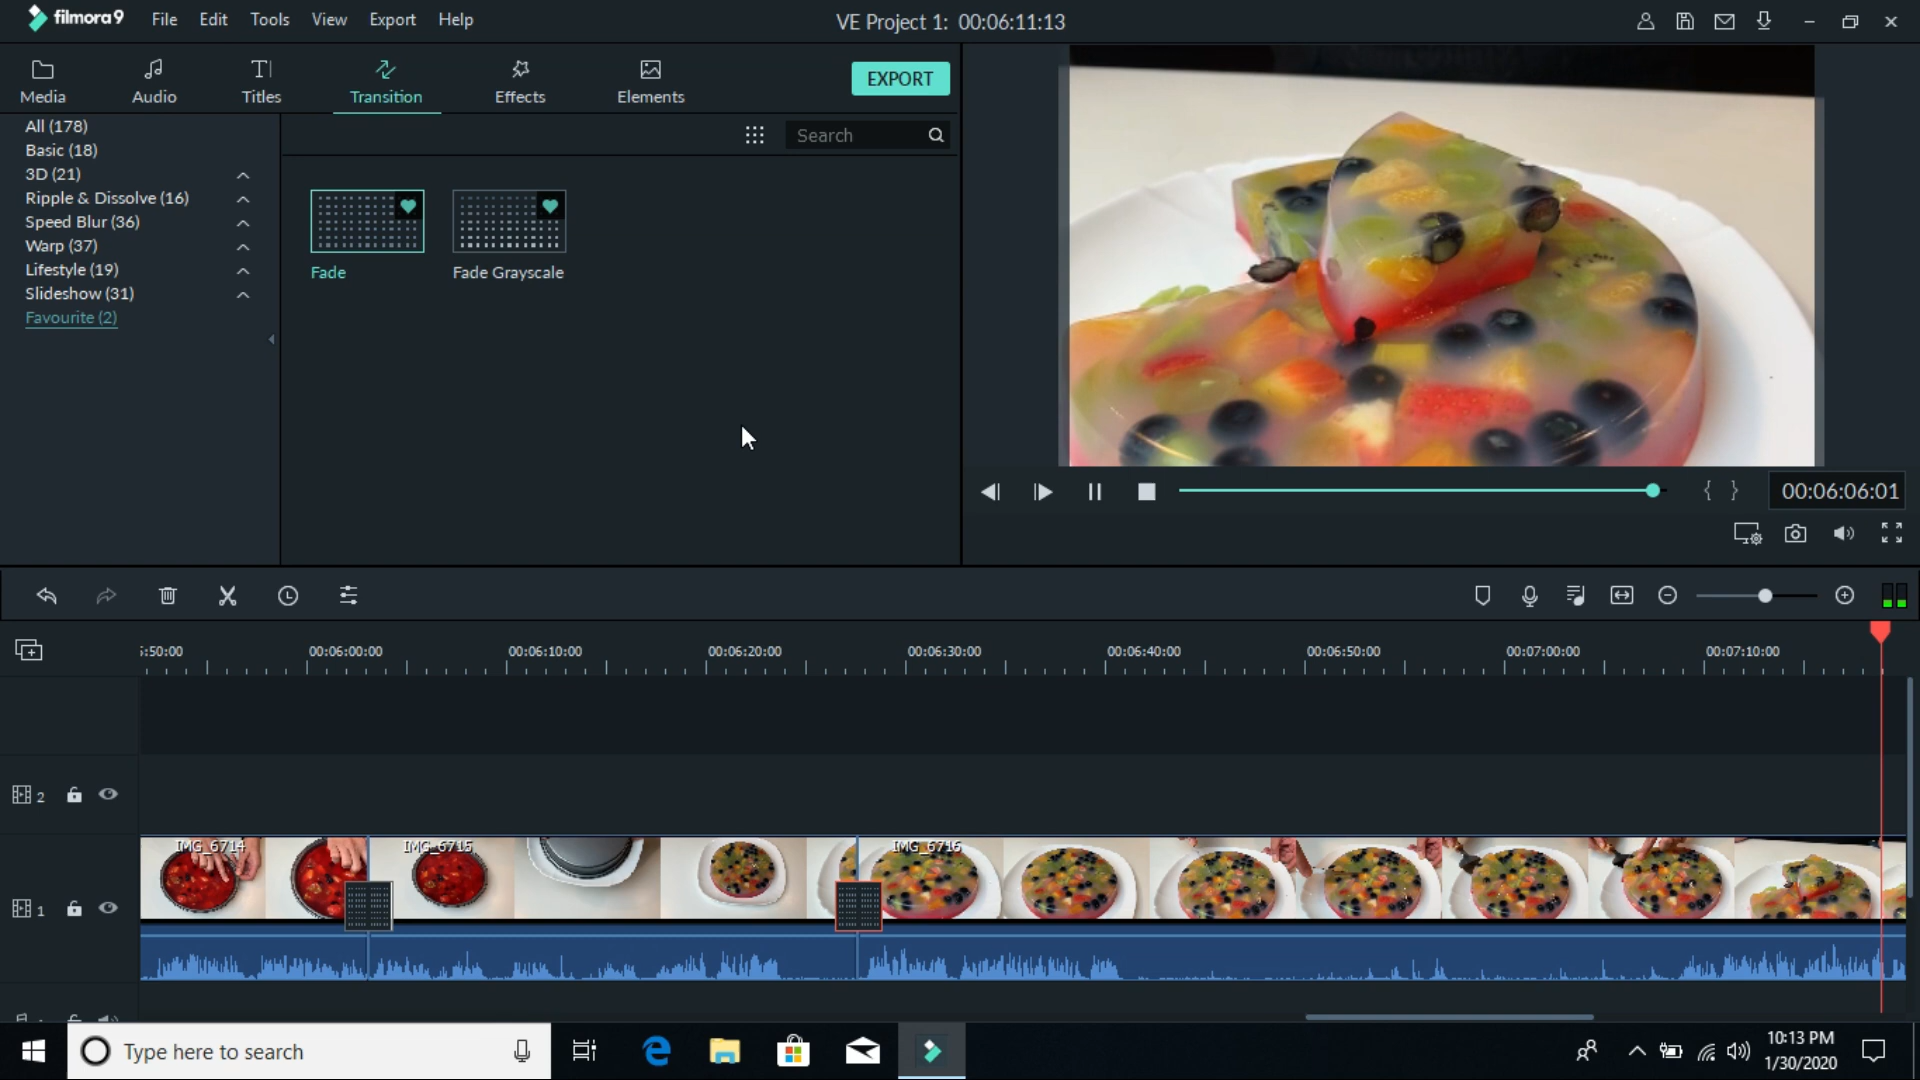 filmora9 File Edit Tools View Export Help VE Project 1: 00:06:11:13
Media Audio Titles Transition Effects Elements EXPORT
All (178)
Basic (18)
3D (21)
Ripple & Dissolve (16)
Speed Blur (36)
Warp (37)
Lifestyle (19)
Slideshow (31)
Favourite (2)
Search
Fade
Fade Grayscale
00:06:06:01
5:50:00 00:06:00:00 00:06:10:00 00:06:20:00 00:06:30:00 00:06:40:00 00:06:50:00 00:07:00:00 00:07:10:00
2
IMG_6714 IMG_6715 IMG_6716
1
Type here to search
10:13 PM
1/30/2020